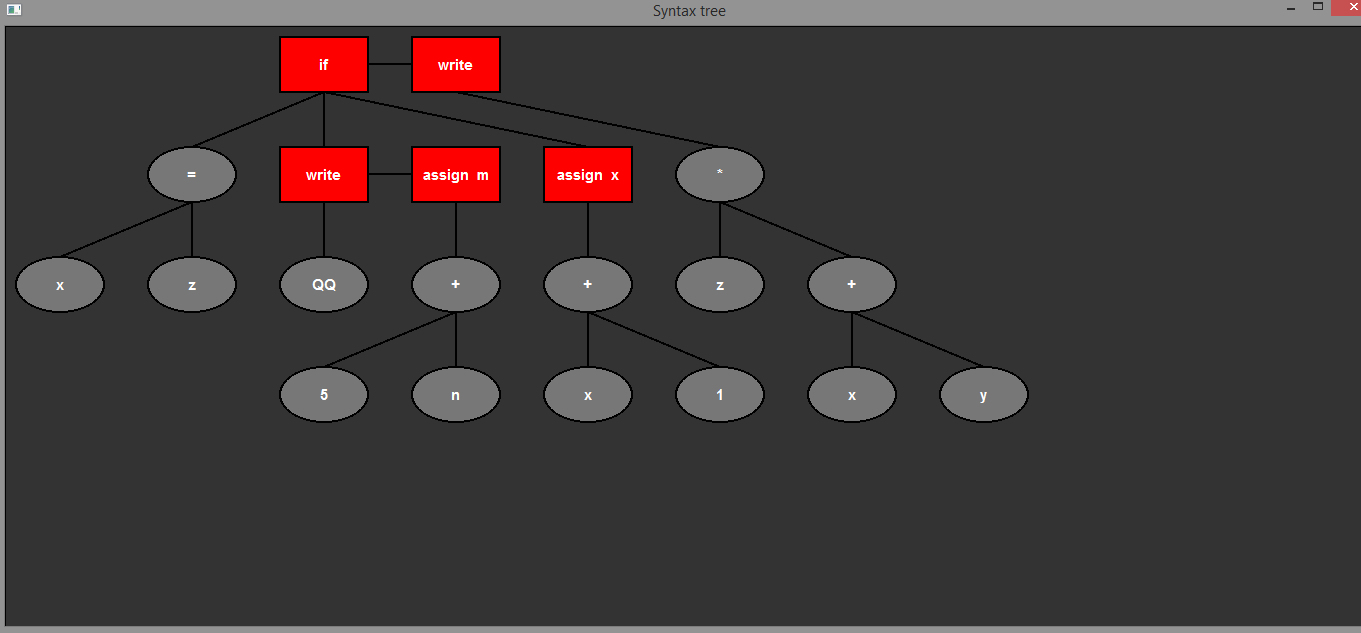 Syntax tree
if write
= write assign m assign x *
x z QQ + + z +
5 n x 1 x y